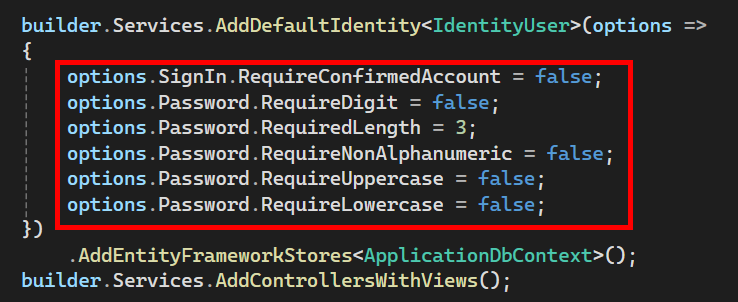 builder.Services.AddDefaultIdentity<IdentityUser>(options =>
{
options.SignIn.RequireConfirmedAccount = false;
options.Password.RequireDigit = false;
options.Password.RequiredLength = 3;
options.Password.RequireNonAlphanumeric = false;
options.Password.RequireUppercase = false;
options.Password.RequireLowercase = false;
})
.AddEntityFrameworkStores<ApplicationDbContext>();
builder.Services.AddControllersWithViews();